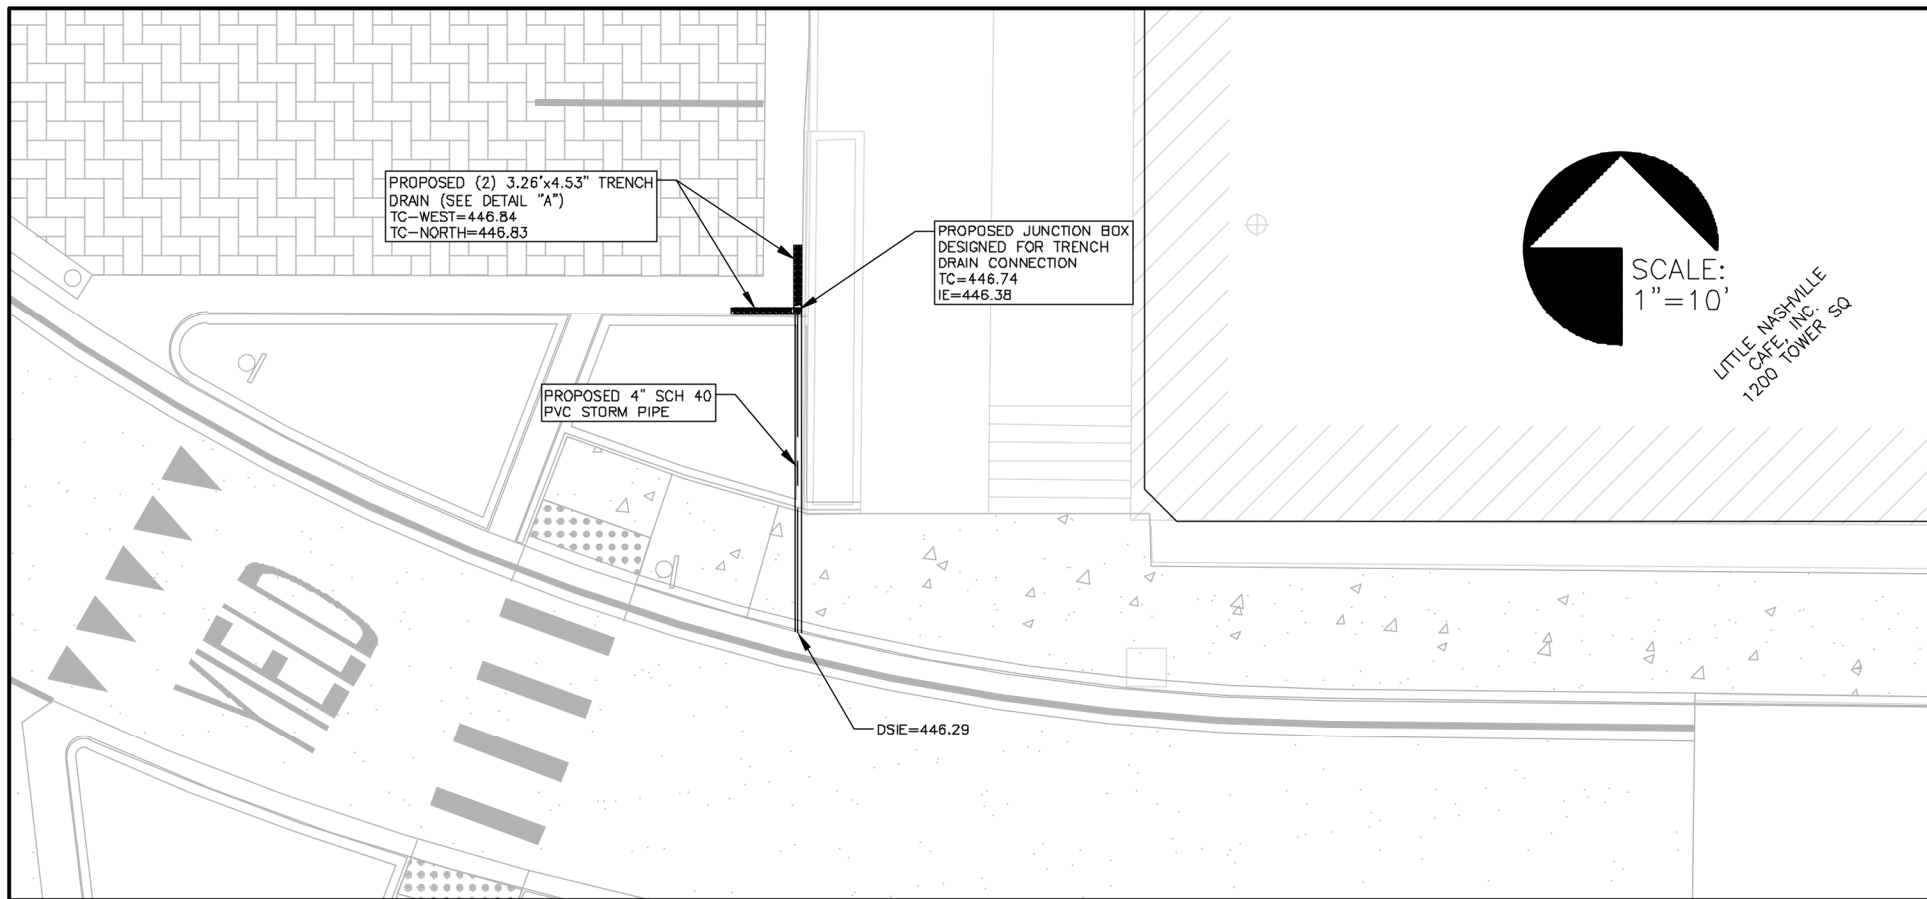 PROPOSED (2) 3.26'x4.53" TRENCH
DRAIN (SEE DETAIL "A")
TC-WEST=446.84
TC-NORTH=446.83
PROPOSED JUNCTION BOX
DESIGNED FOR TRENCH
DRAIN CONNECTION
TC=446.74
IE=446.38
SCALE:
1"=10'
LITTLE NASHVILLE
CAFE, INC.
1200 TOWER SQ
PROPOSED 4" SCH 40
PVC STORM PIPE
YIELD
DSIE=446.29